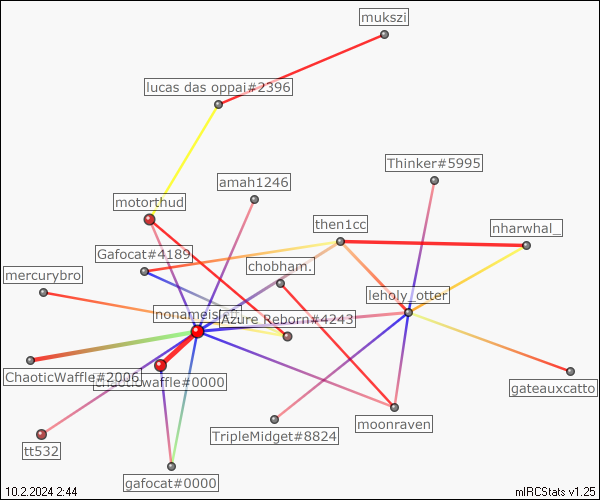 mukszi
lucas das oppai#2396
Thinker#5995
amah1246
motorthud
then1cc
nharwhal_
Gafocat#4189
chobham.
mercurybro
leholy_otter
Azure Reborn#4243
ChaoticWaffle#2006
chaoticwaffle#0000
gateauxcatto
moonraven
TripleMidget#8824
tt532
gafocat#0000
10.2.2024 2:44
mIRCStats v1.25